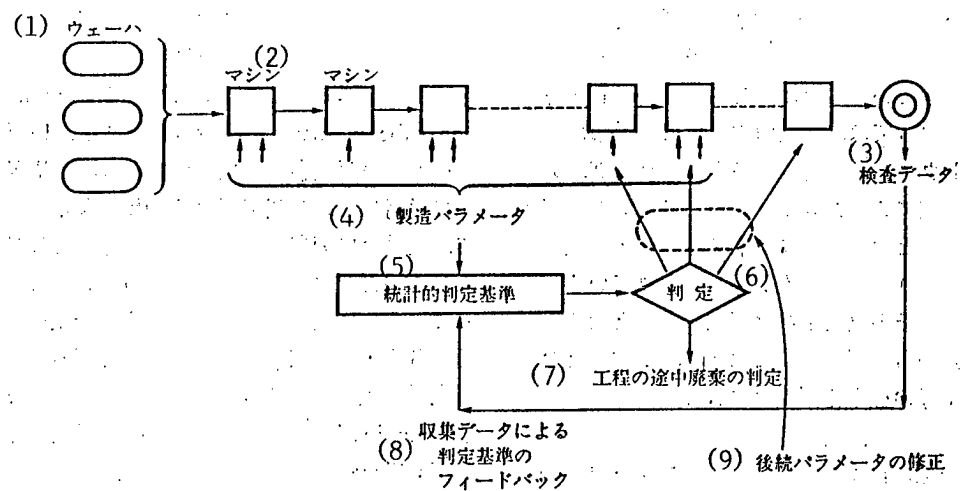 (1) ウェーハ
(2)
マシン マシン
(3)
検査データ
(4) 製造パラメータ
(5)
統計的判定基準
判定 (6)
(7) 工程の途中廃棄の判定
(8) 収集データによる
判定基準の
フィードバック
(9) 後続パラメータの修正